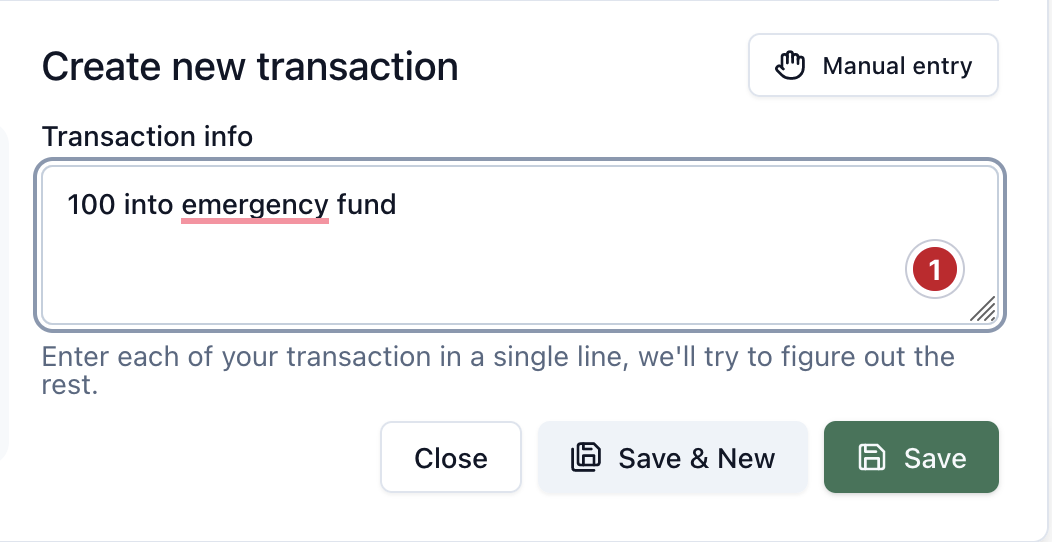 Create new transaction
Manual entry
Transaction info
100 into emergency fund
1
Enter each of your transaction in a single line, we'll try to figure out the
rest.
Close
Save & New
Save